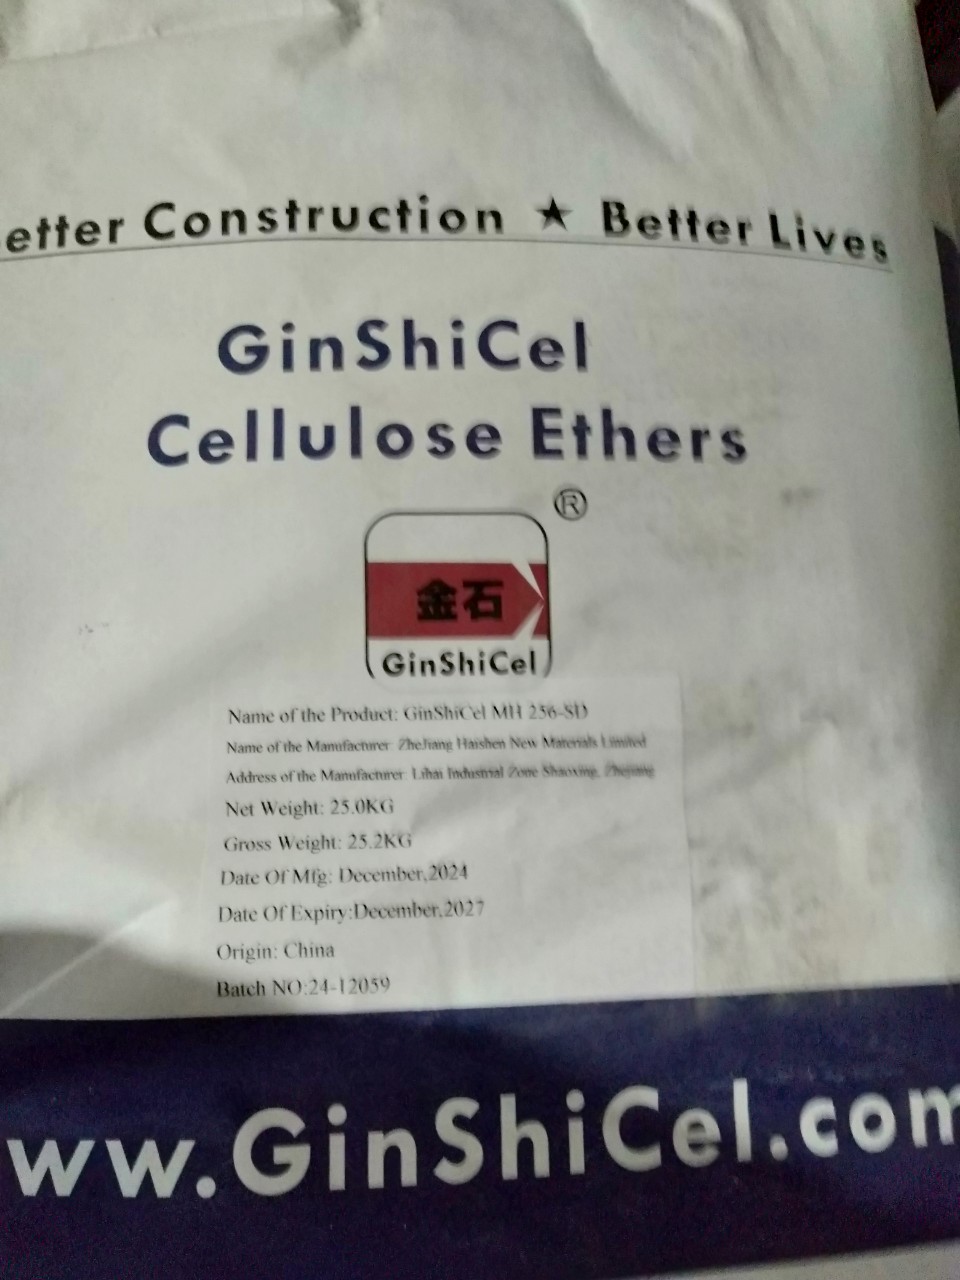 etter Construction ★ Better Lives
GinShiCel
Cellulose Ethers
®
金石
GinShiCel
Name of the Product: GinShiCel MH 256-SD
Name of the Manufacturer: ZheJiang Haishen New Materials Limited
Address of the Manufacturer: Lihai Industrial Zone Shaoxing, Zhejiang
Net Weight: 25.0KG
Gross Weight: 25.2KG
Date Of Mfg: December,2024
Date Of Expiry:December,2027
Origin: China
Batch NO:24-12059
ww.GinShiCel.com